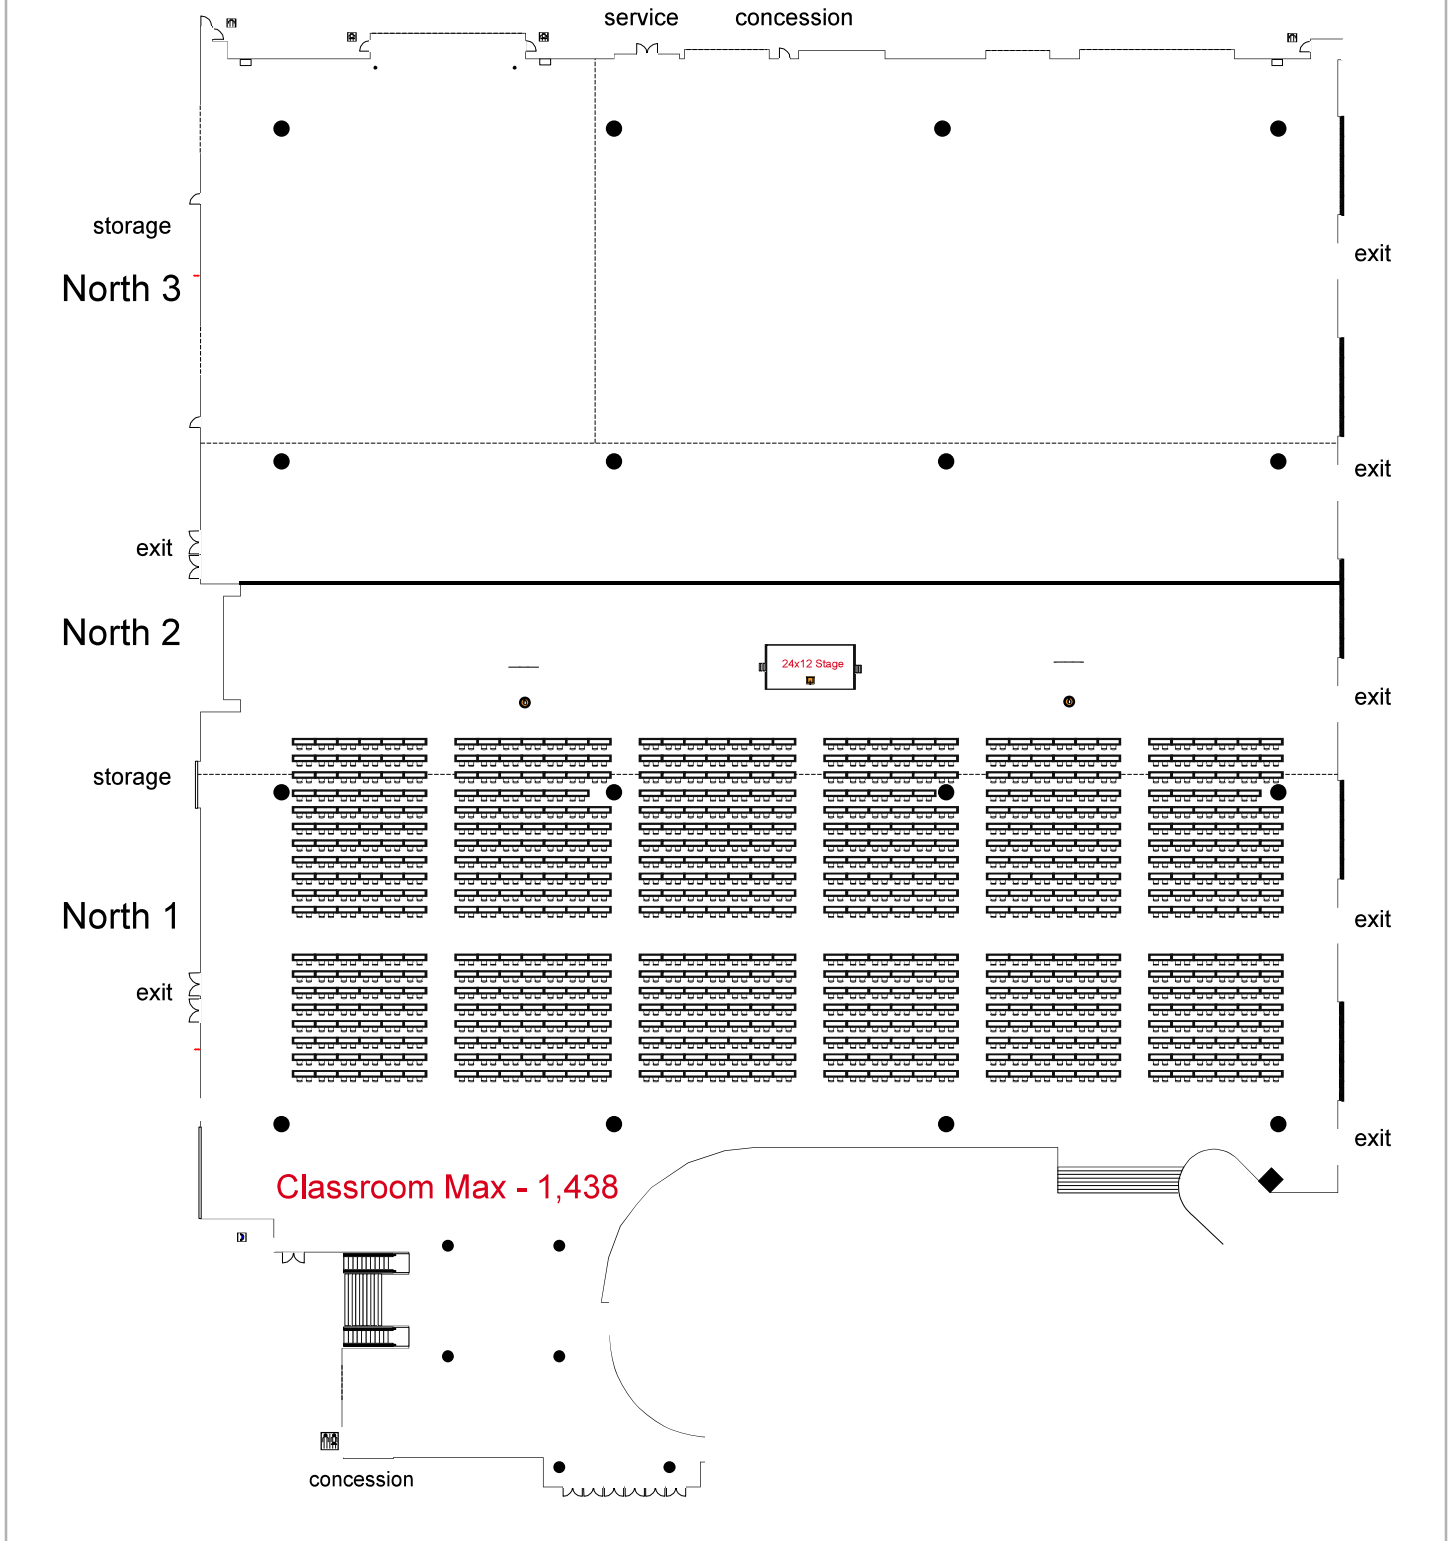 service
concession
storage
exit
North 3
exit
exit
North 2
24x12 Stage
exit
storage
North 1
exit
exit
exit
Classroom Max - 1,438
concession